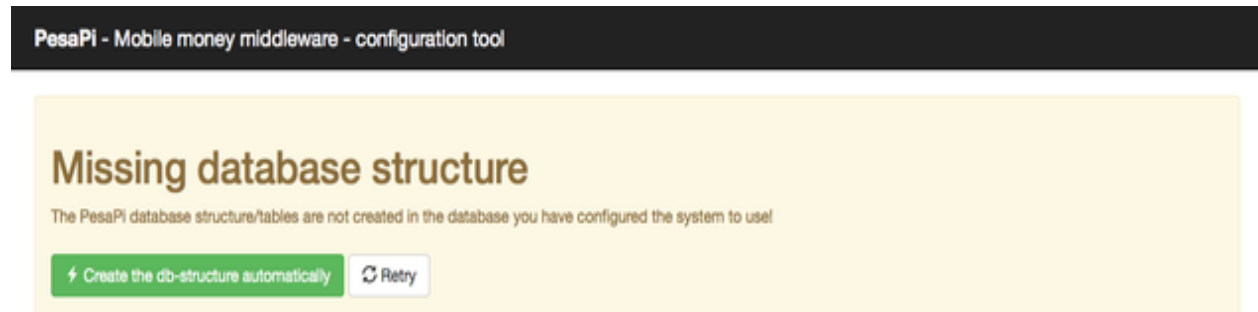 PesaPi - Mobile money middleware - configuration tool
Missing database structure
The PesaPi database structure/tables are not created in the database you have configured the system to use!
Create the db-structure automatically Retry